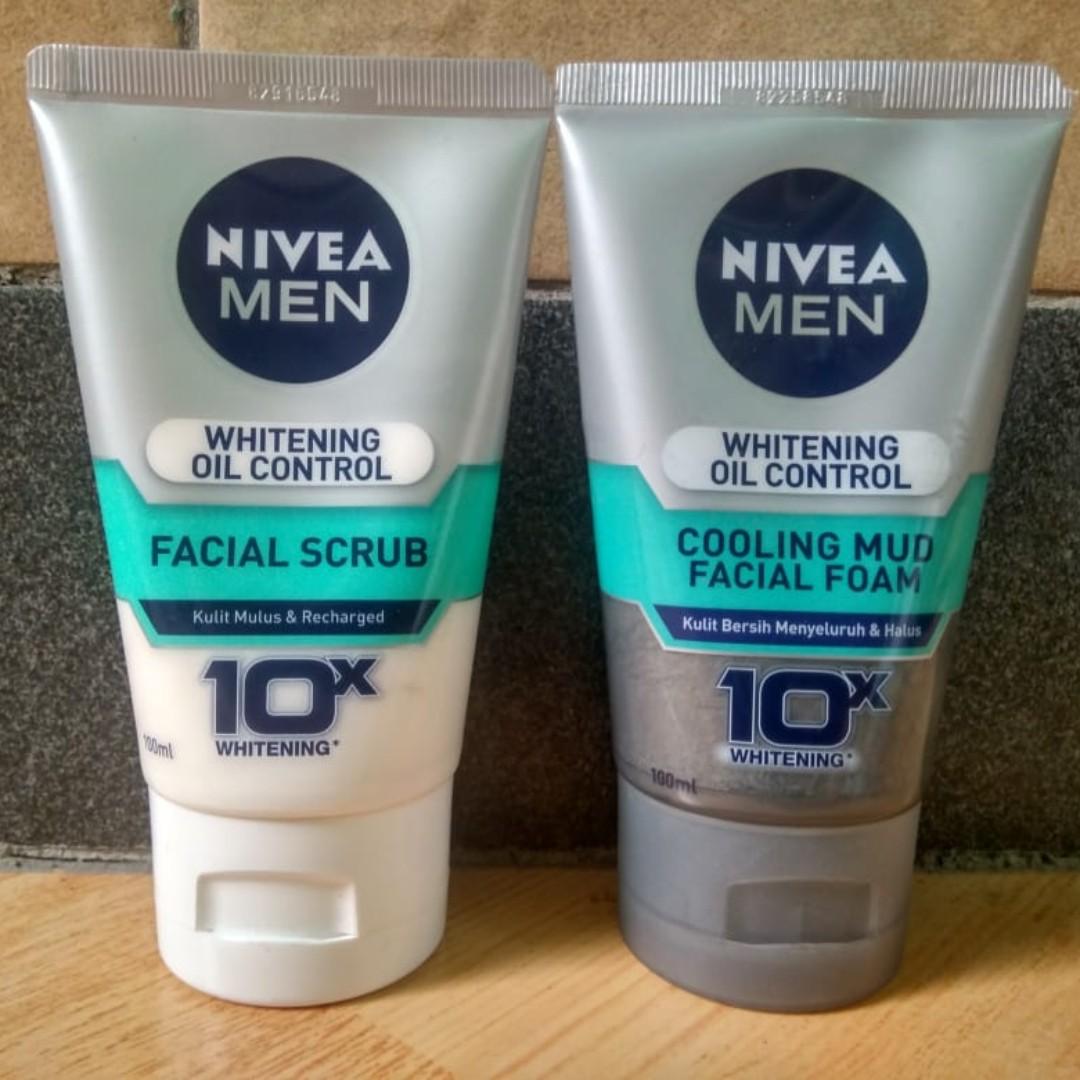 NIVEA
MEN
WHITENING
OIL CONTROL
FACIAL SCRUB
Kulit Mulus & Recharged
10X
WHITENING*
100ml
NIVEA
MEN
WHITENING
OIL CONTROL
COOLING MUD
FACIAL FOAM
Kulit Bersih Menyeluruh & Halus
10X
WHITENING*
100ml